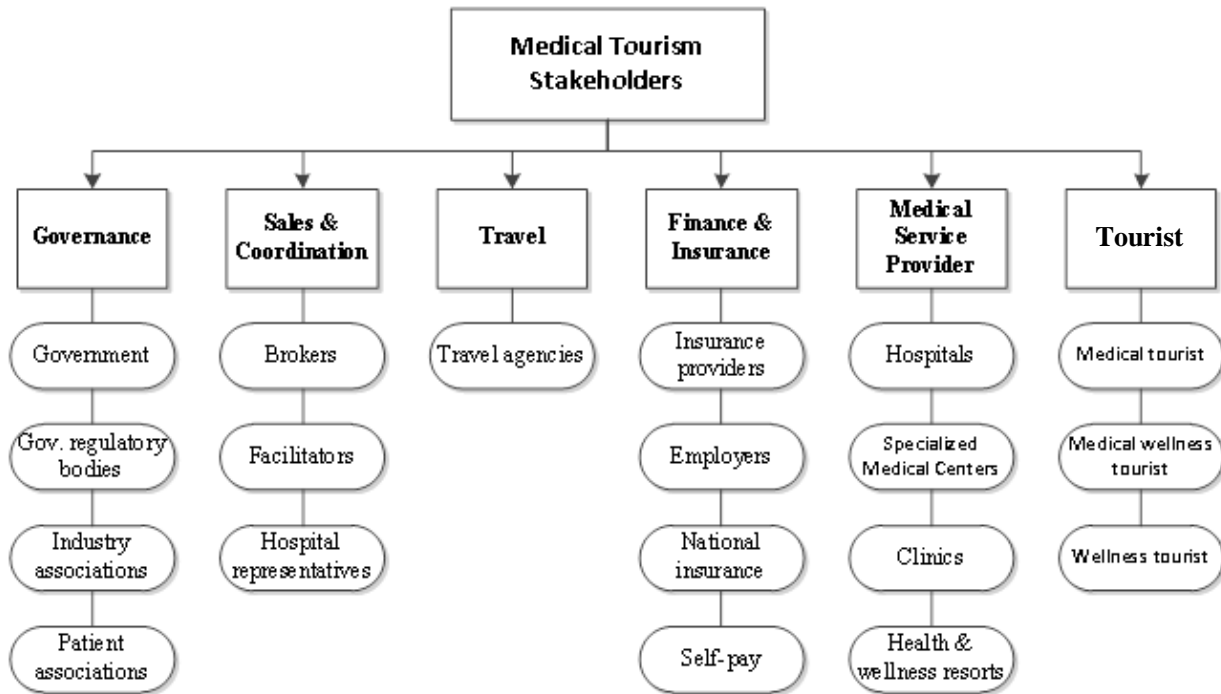 Medical Tourism
Stakeholders
Governance
Sales &
Coordination
Travel
Finance &
Insurance
Medical
Service
Provider
Tourist
Government
Brokers
Travel agencies
Insurance
providers
Hospitals
Medical tourist
Gov. regulatory
bodies
Facilitators
Employers
Specialized
Medical Centers
Medical wellness
tourist
Industry
associations
Hospital
representatives
National
insurance
Clinics
Wellness tourist
Patient
associations
Self-pay
Health &
wellness resorts